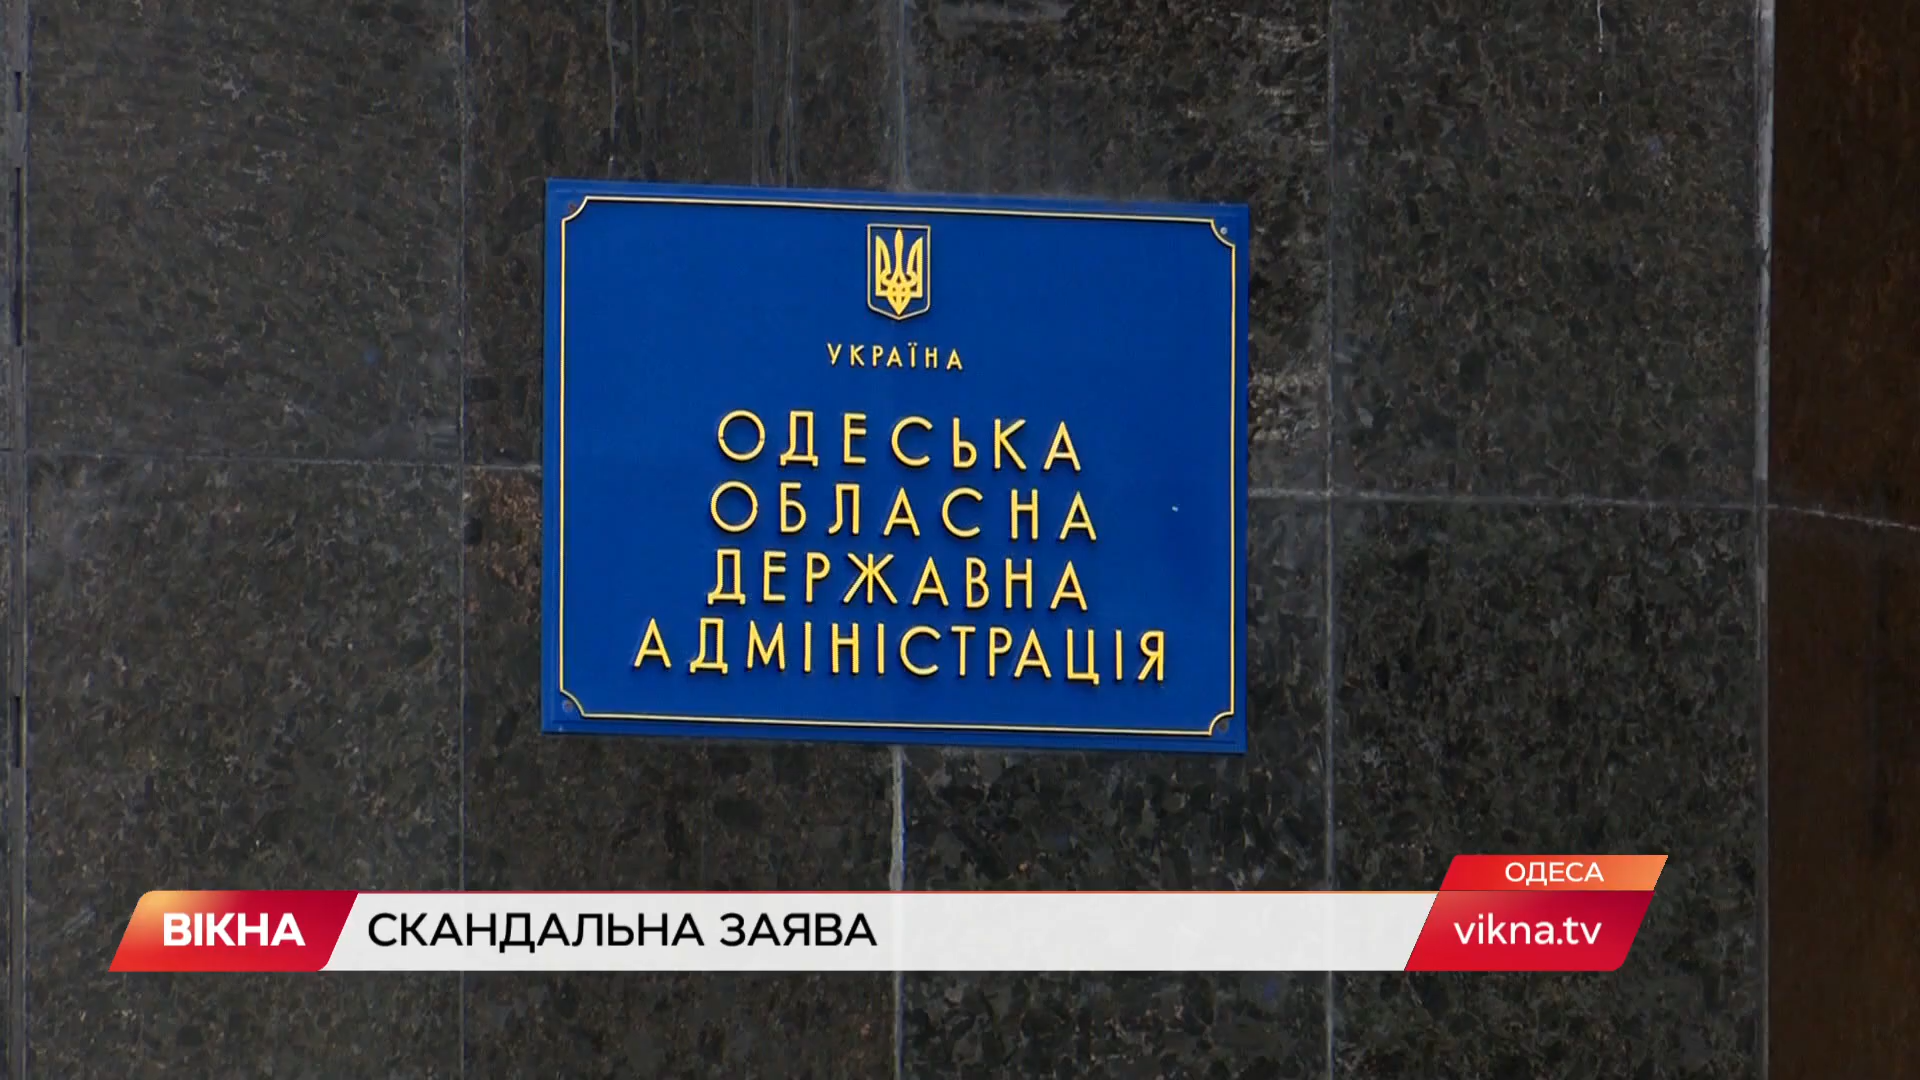 УКРАЇНА
ОДЕСЬКА
ОБЛАСНА
ДЕРЖАВНА
АДМІНІСТРАЦІЯ
ОДЕСА
ВІКНА СКАНДАЛЬНА ЗАЯВА vikna.tv